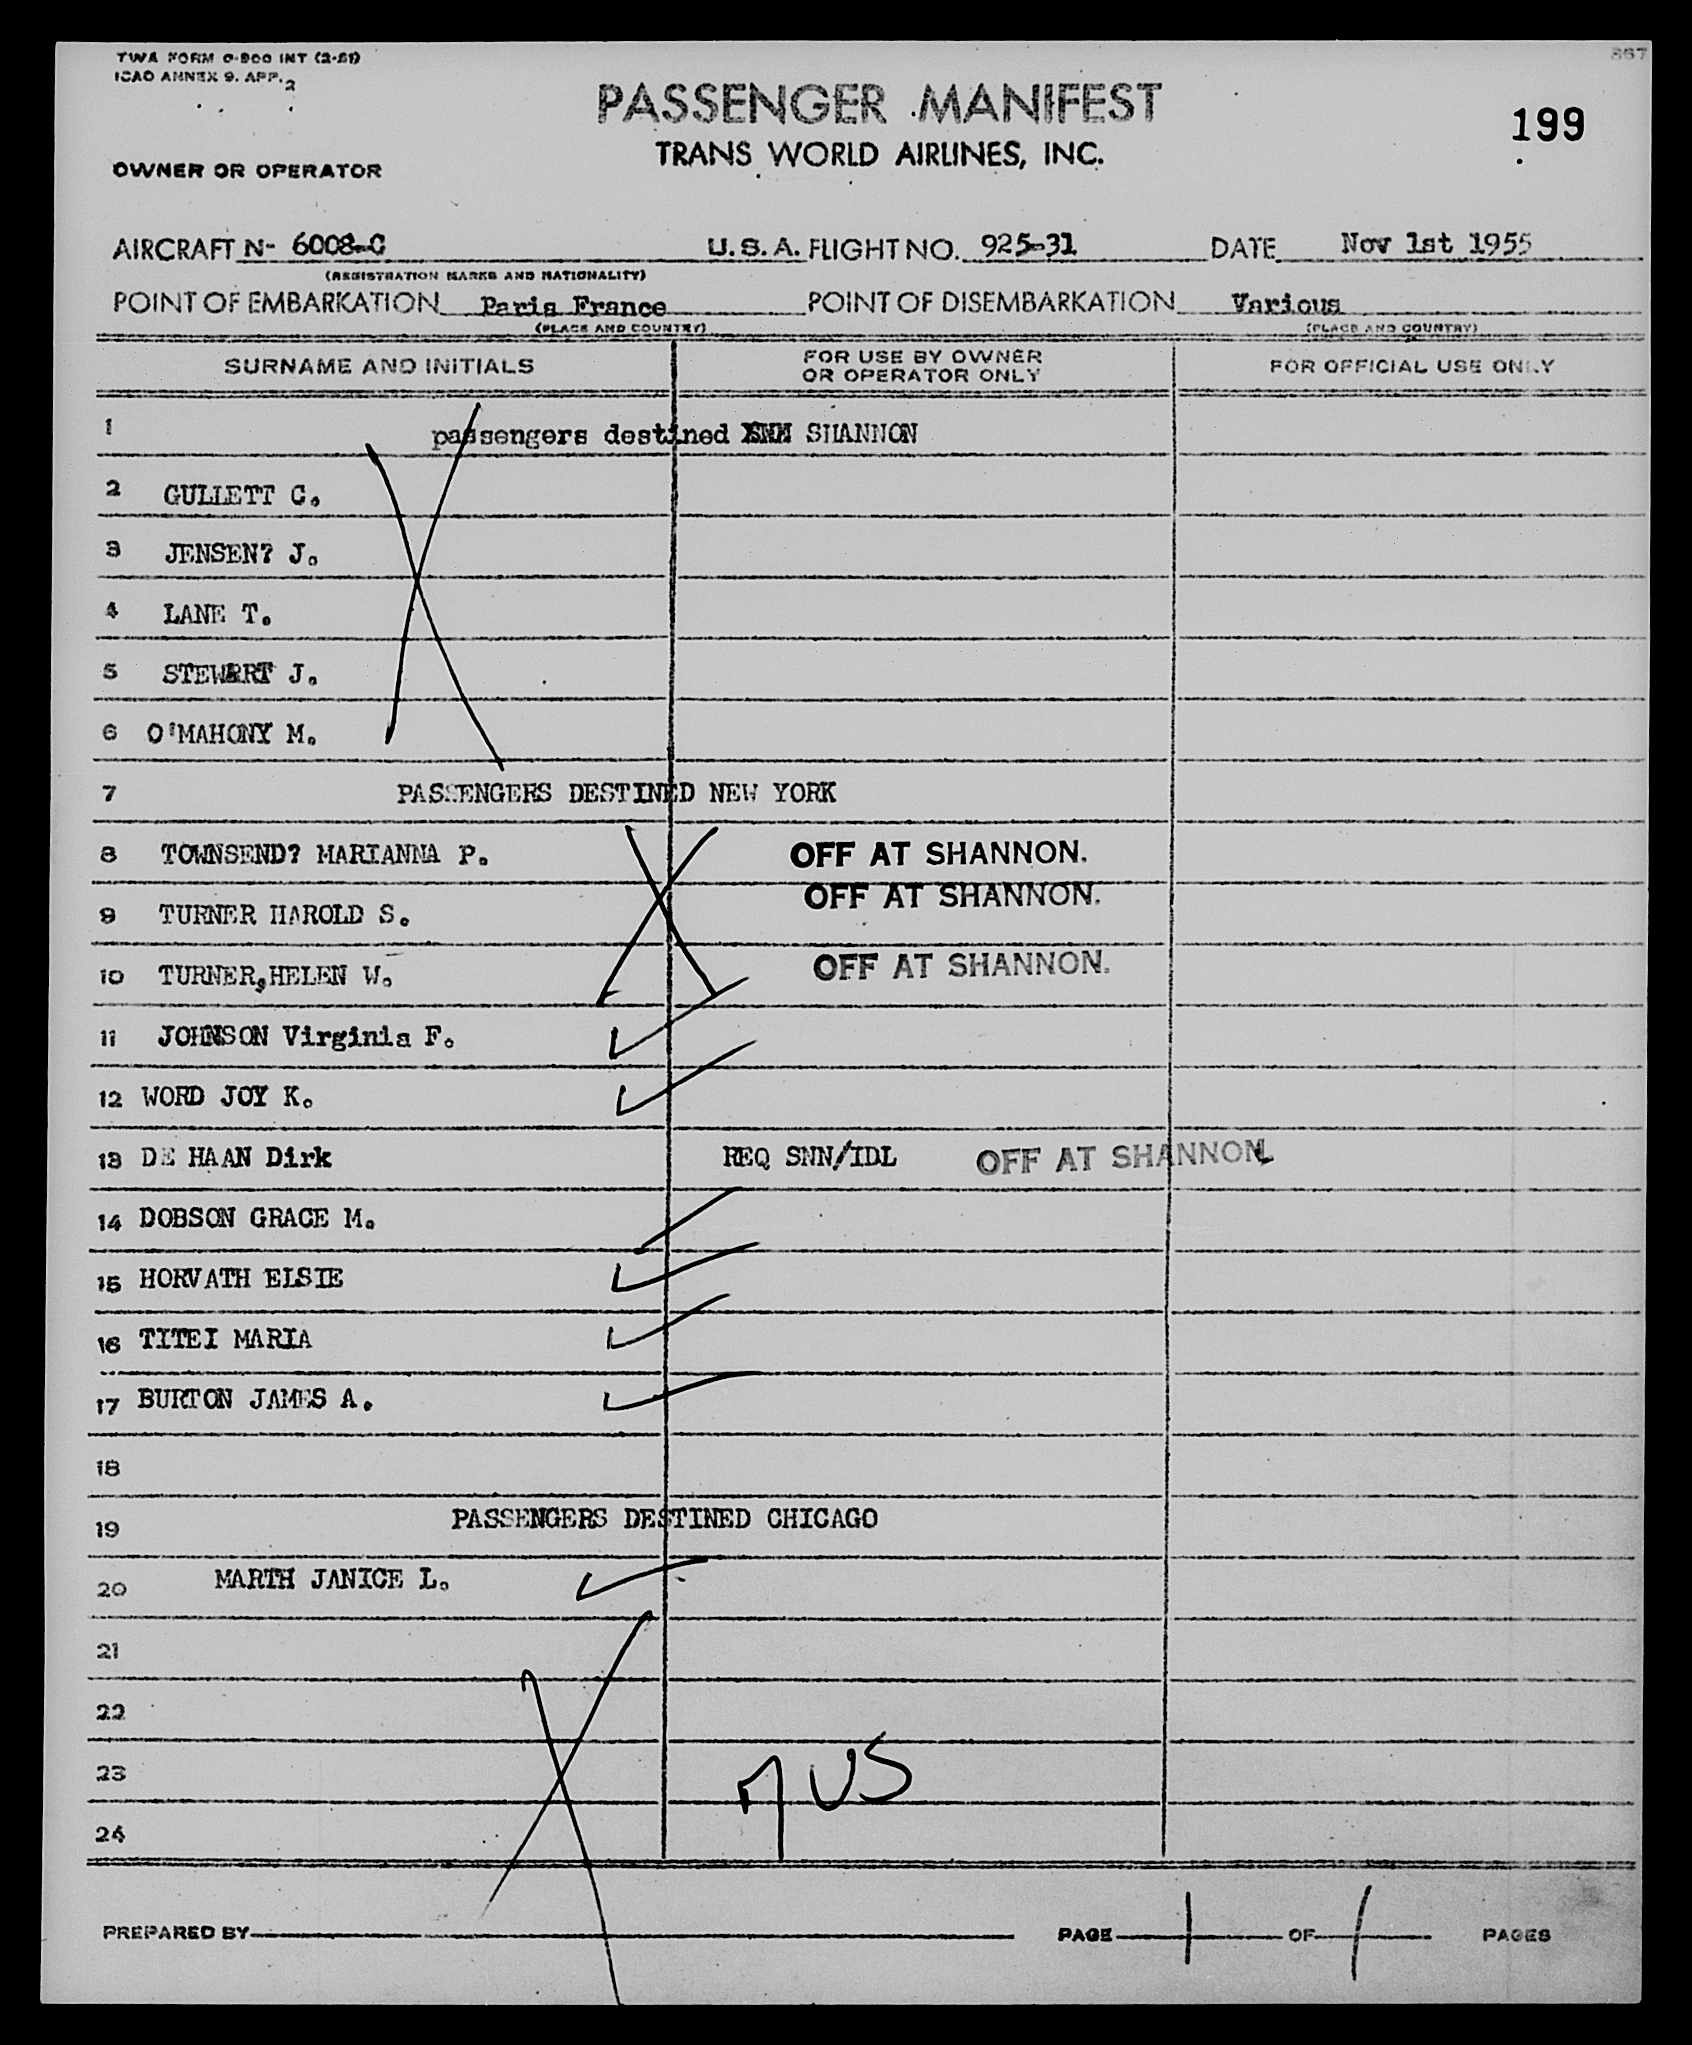 TWA FORM O-900 INT (2-51)
ICAO ANNEX 9. APP. 2
867
PASSENGER MANIFEST
199
TRANS WORLD AIRLINES, INC.
OWNER OR OPERATOR
AIRCRAFT N- 6008-C U.S.A. FLIGHT NO. 925-31 DATE Nov 1st 1955
(REGISTRATION MARKS AND NATIONALITY)
POINT OF EMBARKATION Paris France POINT OF DISEMBARKATION Various
(PLACE AND COUNTRY) (PLACE AND COUNTRY)
SURNAME AND INITIALS FOR USE BY OWNER OR OPERATOR ONLY FOR OFFICIAL USE ONLY
1 passengers destined SHANNON
2 GULLETT C.
3 JENSEN? J.
4 LANE T.
5 STEWART J.
6 O'MAHONY M.
7 PASSENGERS DESTINED NEW YORK
8 TOWNSEND? MARIANNA P. OFF AT SHANNON.
9 TURNER HAROLD S. OFF AT SHANNON.
10 TURNER,HELEN W. OFF AT SHANNON.
11 JOHNSON Virginia F.
12 WORD JOY K.
13 DE HAAN Dirk REQ SNN/IDL OFF AT SHANNON.
14 DOBSON GRACE M.
15 HORVATH ELSIE
16 TITEI MARIA
17 BURTON JAMES A.
18
19 PASSENGERS DESTINED CHICAGO
20 MARTH JANICE L.
21
22
23 7 US
24
PREPARED BY PAGE 1 OF 1 PAGES